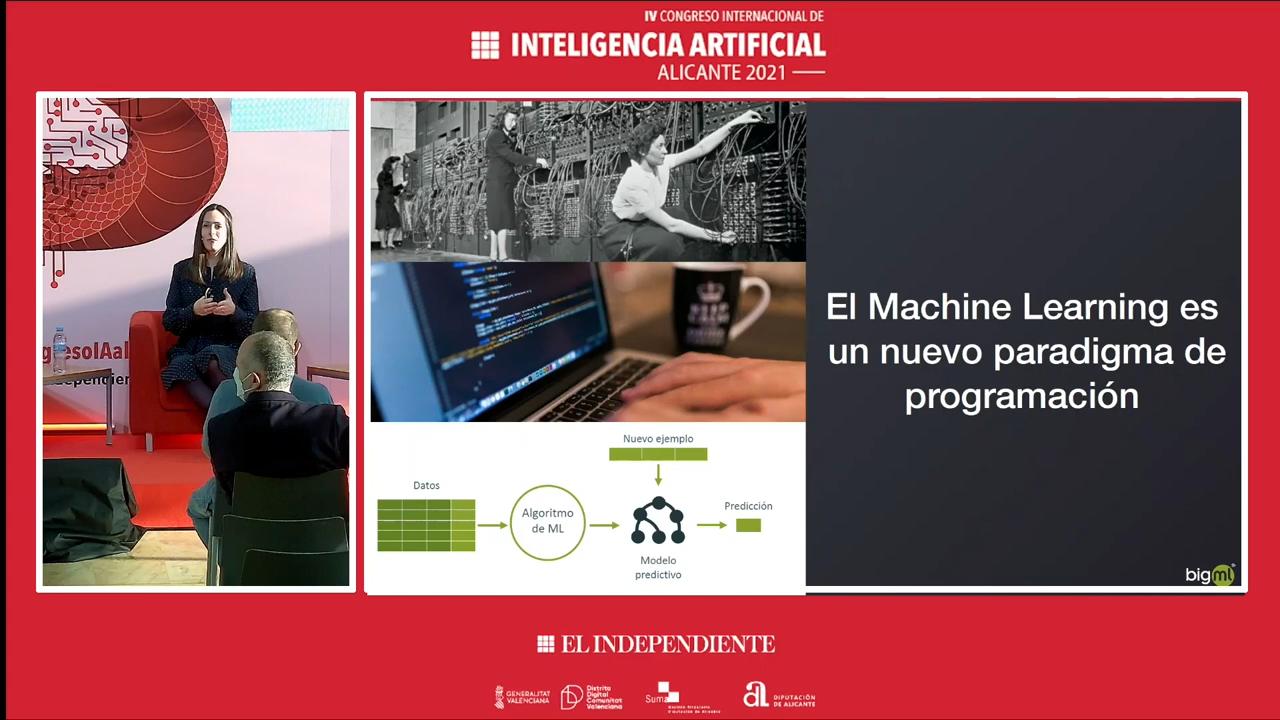 IV CONGRESO INTERNACIONAL DE
INTELIGENCIA ARTIFICIAL
ALICANTE 2021
El Machine Learning es
un nuevo paradigma de
programación
Nuevo ejemplo
Datos
Algoritmo
de ML
Predicción
Modelo
predictivo
bigml
gresoIAal
dependien
EL INDEPENDIENTE
GENERALITAT
VALENCIANA
Distrito
Digital
Comunitat
Valenciana
Suma
DIPUTACIÓN
DE ALICANTE